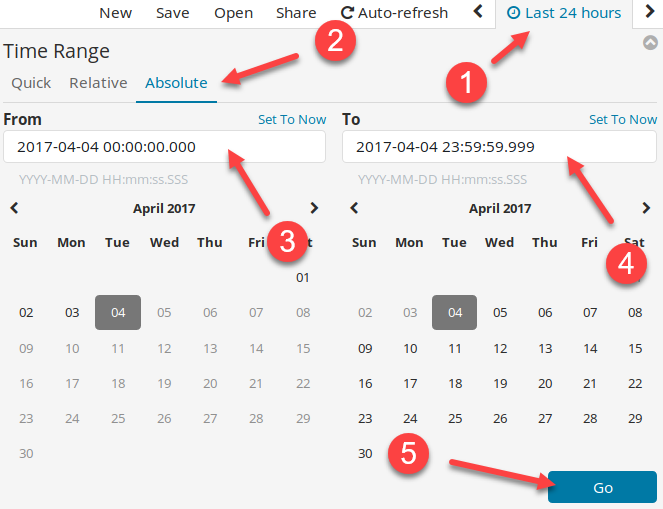 New Save Open Share Auto-refresh Last 24 hours
2
Time Range
1
Quick Relative Absolute
From Set To Now To Set To Now
2017-04-04 00:00:00.000 2017-04-04 23:59:59.999
YYYY-MM-DD HH:mm:ss.SSS YYYY-MM-DD HH:mm:ss.SSS
April 2017 April 2017
3
Sun Mon Tue Wed Thu Fri Sun Mon Tue Wed Thu Fri Sat
4
01
02 03 04 05 06 07 08 02 03 04 05 06 07 08
09 10 11 12 13 14 15 09 10 11 12 13 14 15
16 17 18 19 20 21 22 16 17 18 19 20 21 22
23 24 25 26 27 28 29 23 24 25 26 27 28 29
30 30
5
Go